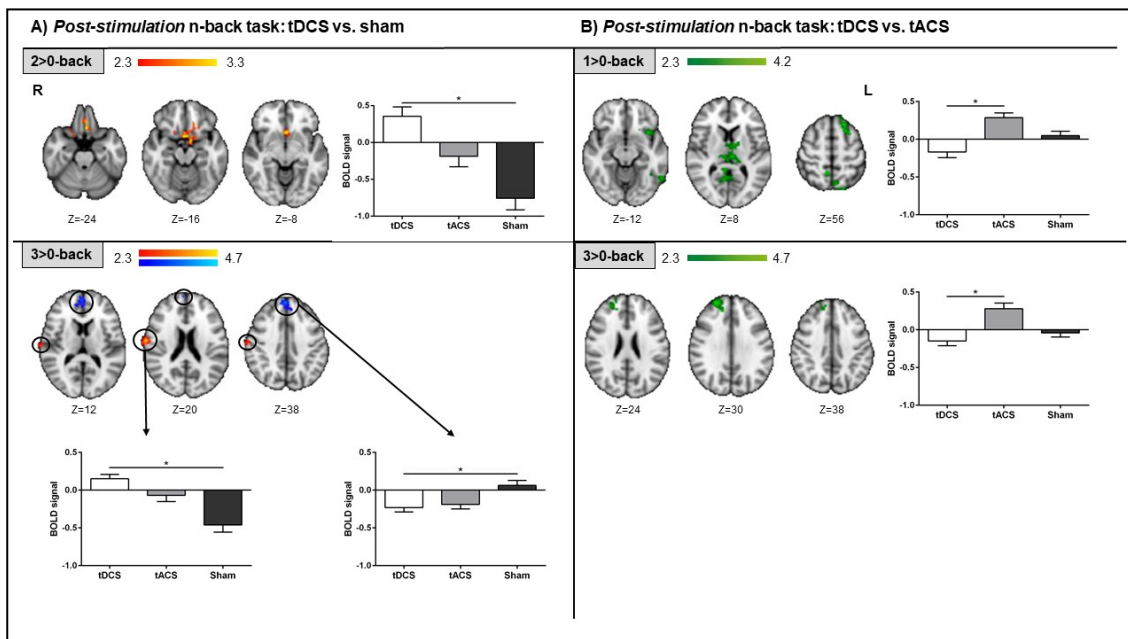 A) Post-stimulation n-back task: tDCS vs. sham
B) Post-stimulation n-back task: tDCS vs. tACS
2>0-back 2.3 3.3
R
Z=-24 Z=-16 Z=-8
BOLD signal
0.5
0.0
-0.5
-1.0
*
tDCS tACS Sham
1>0-back 2.3 4.2
L
Z=-12 Z=8 Z=56
BOLD signal
0.5
0.0
-0.5
-1.0
*
tDCS tACS Sham
3>0-back 2.3 4.7
Z=12 Z=20 Z=38
BOLD signal
0.5
0.0
-0.5
-1.0
*
tDCS tACS Sham
BOLD signal
0.5
0.0
-0.5
-1.0
*
tDCS tACS Sham
3>0-back 2.3 4.7
Z=24 Z=30 Z=38
BOLD signal
0.5
0.0
-0.5
-1.0
*
tDCS tACS Sham